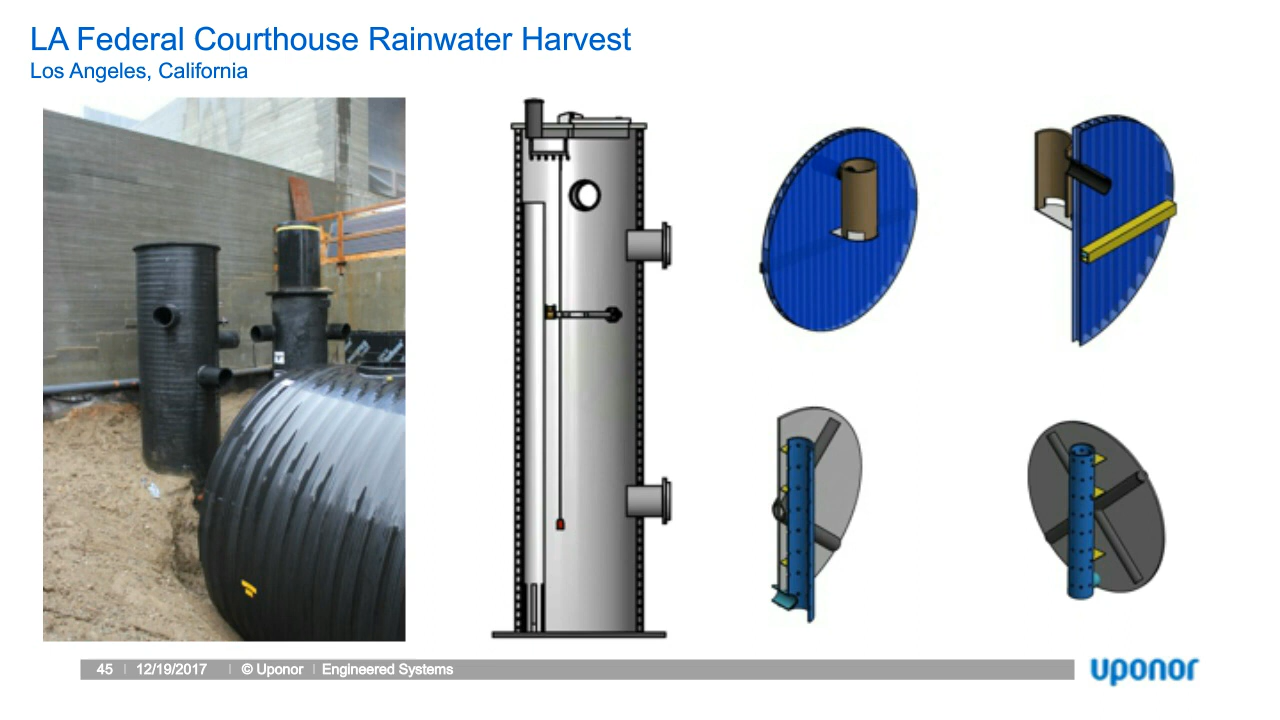 LA Federal Courthouse Rainwater Harvest
Los Angeles, California
45 | 12/19/2017 | © Uponor | Engineered Systems
uponor